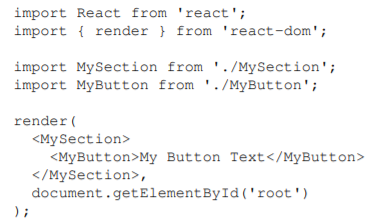 import React from 'react';
import { render } from 'react-dom';

import MySection from './MySection';
import MyButton from './MyButton';

render(
  <MySection>
    <MyButton>My Button Text</MyButton>
  </MySection>,
  document.getElementById('root')
);